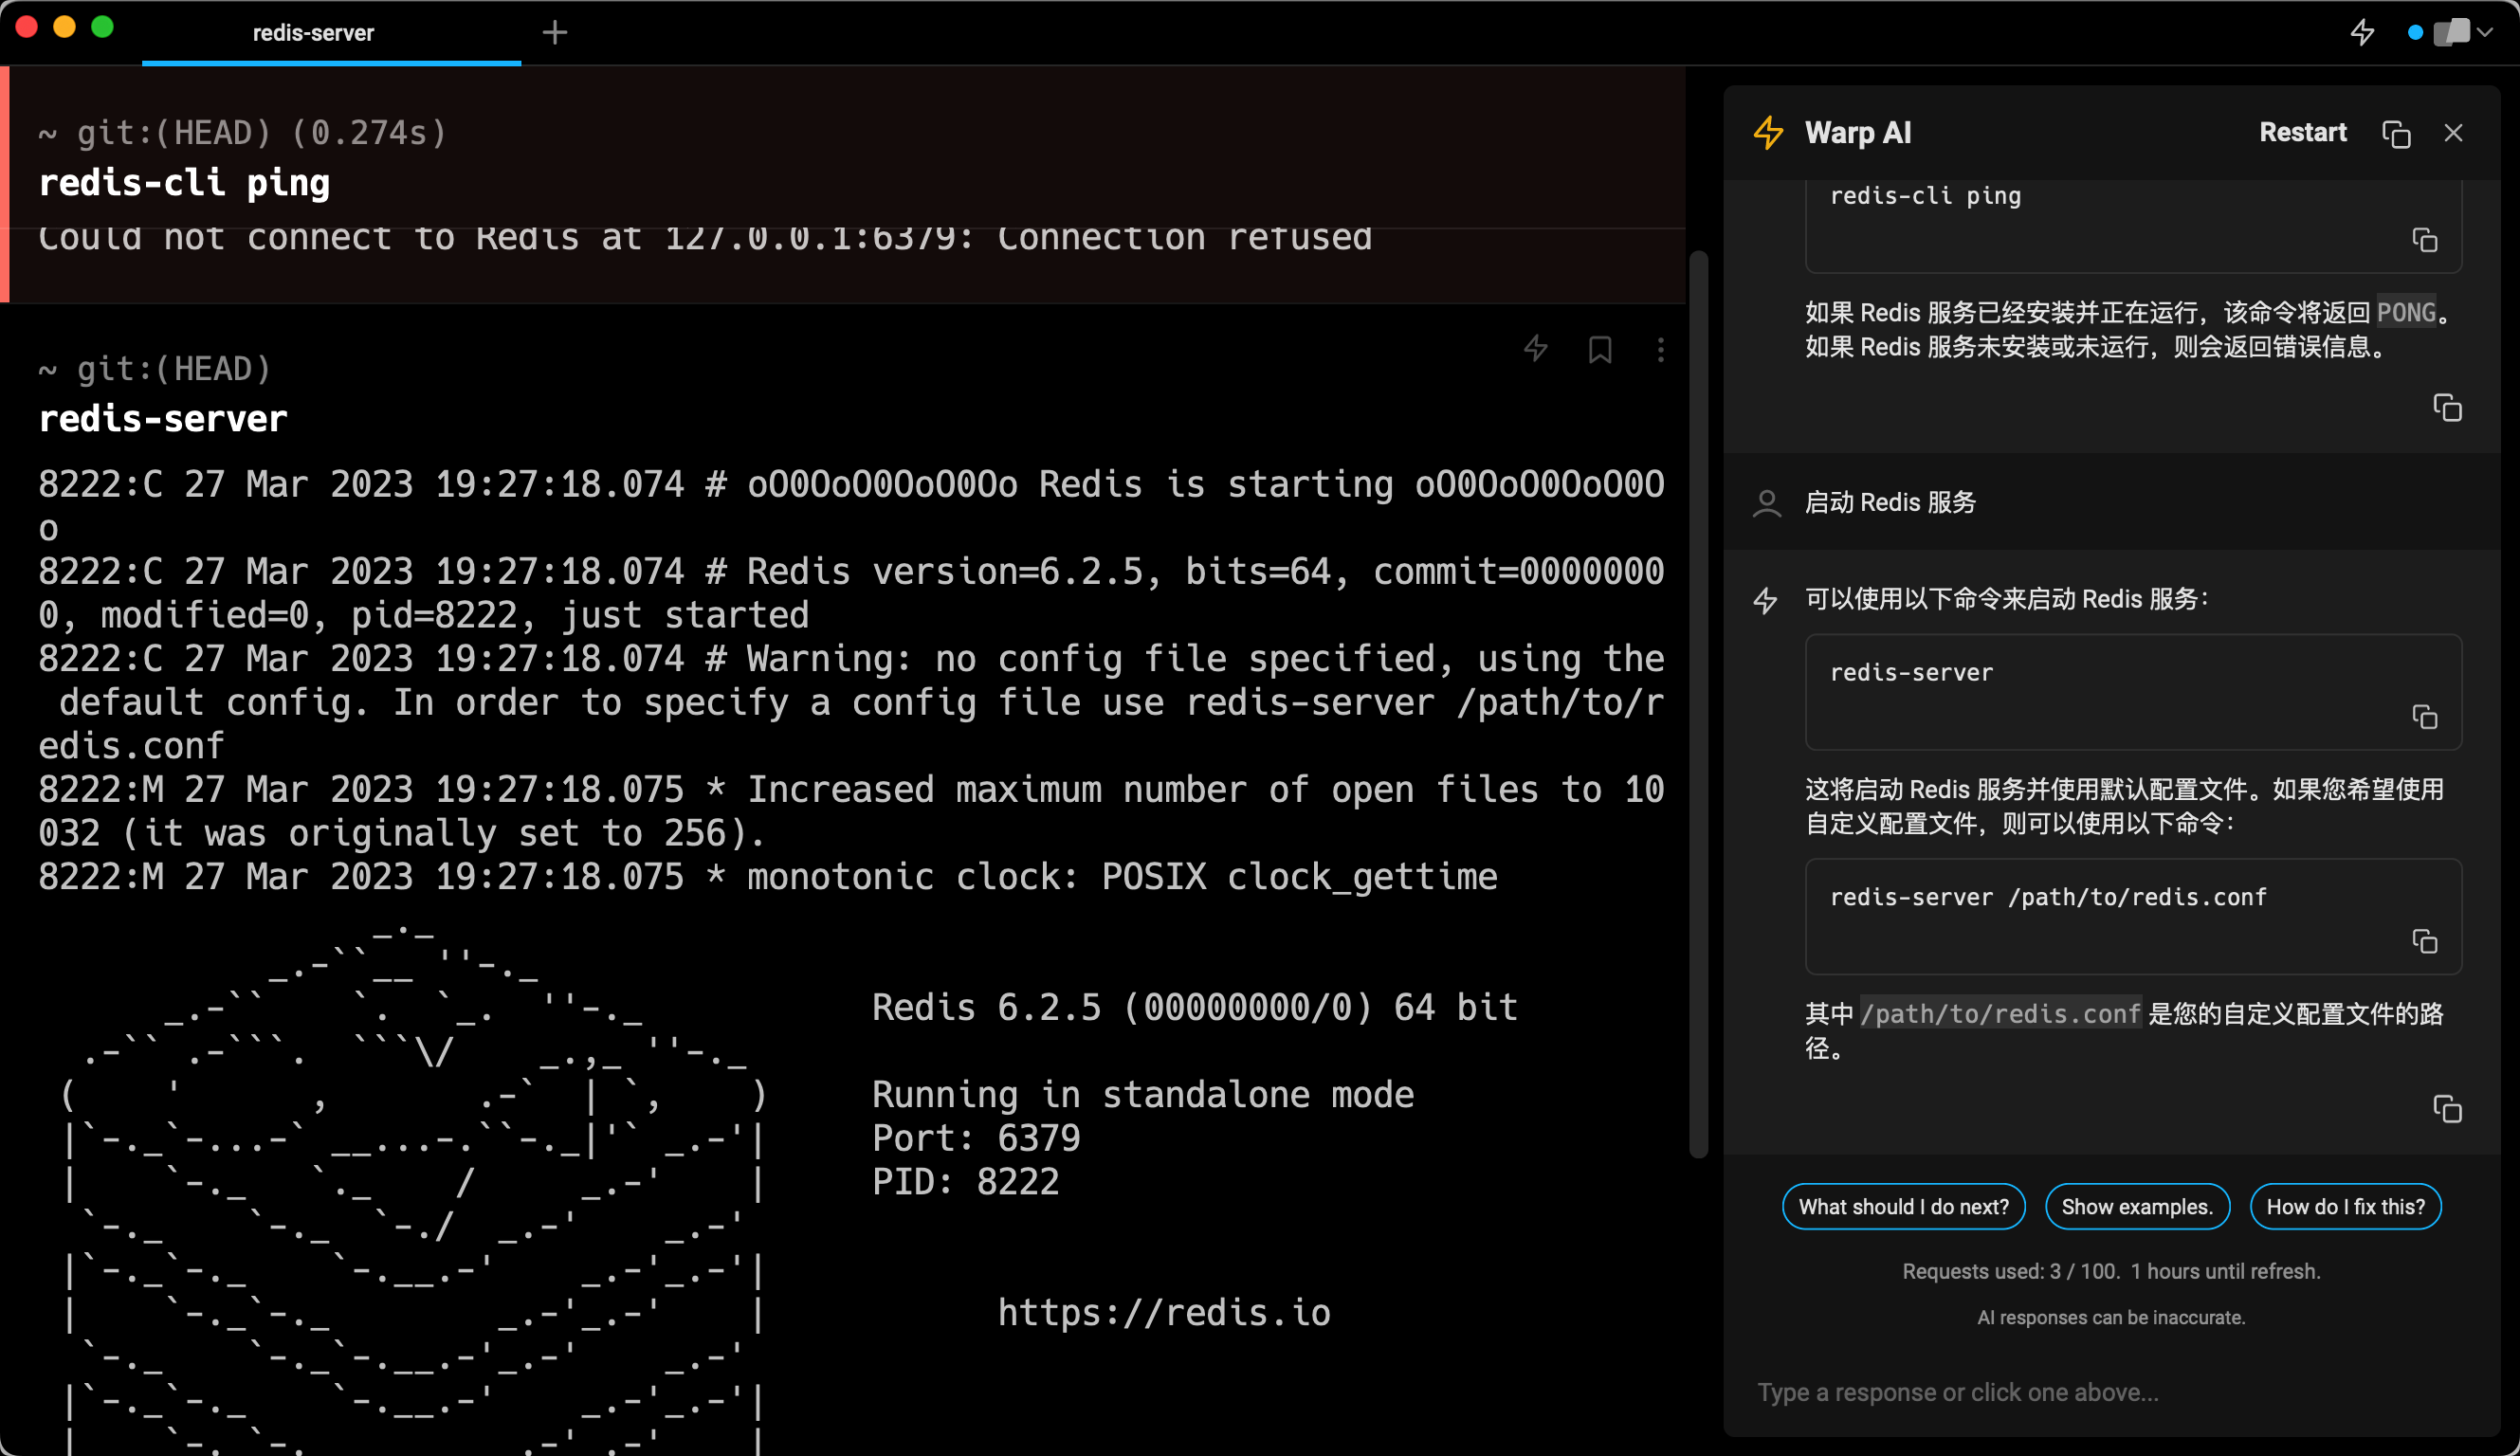 redis-server
~ git:(HEAD) (0.274s)
redis-cli ping
Could not connect to Redis at 127.0.0.1:6379: Connection refused
~ git:(HEAD)
redis-server
8222:C 27 Mar 2023 19:27:18.074 # oO0OoO0OoO0Oo Redis is starting oO0OoO0OoO0O
o
8222:C 27 Mar 2023 19:27:18.074 # Redis version=6.2.5, bits=64, commit=0000000
0, modified=0, pid=8222, just started
8222:C 27 Mar 2023 19:27:18.074 # Warning: no config file specified, using the
 default config. In order to specify a config file use redis-server /path/to/r
edis.conf
8222:M 27 Mar 2023 19:27:18.075 * Increased maximum number of open files to 10
032 (it was originally set to 256).
8222:M 27 Mar 2023 19:27:18.075 * monotonic clock: POSIX clock_gettime
Redis 6.2.5 (00000000/0) 64 bit
Running in standalone mode
Port: 6379
PID: 8222
https://redis.io
Warp AI
Restart
redis-cli ping
如果 Redis 服务已经安装并正在运行，该命令将返回 PONG。
如果 Redis 服务未安装或未运行，则会返回错误信息。
启动 Redis 服务
可以使用以下命令来启动 Redis 服务：
redis-server
这将启动 Redis 服务并使用默认配置文件。如果您希望使用
自定义配置文件，则可以使用以下命令：
redis-server /path/to/redis.conf
其中 /path/to/redis.conf 是您的自定义配置文件的路
径。
What should I do next?
Show examples.
How do I fix this?
Requests used: 3 / 100. 1 hours until refresh.
AI responses can be inaccurate.
Type a response or click one above...